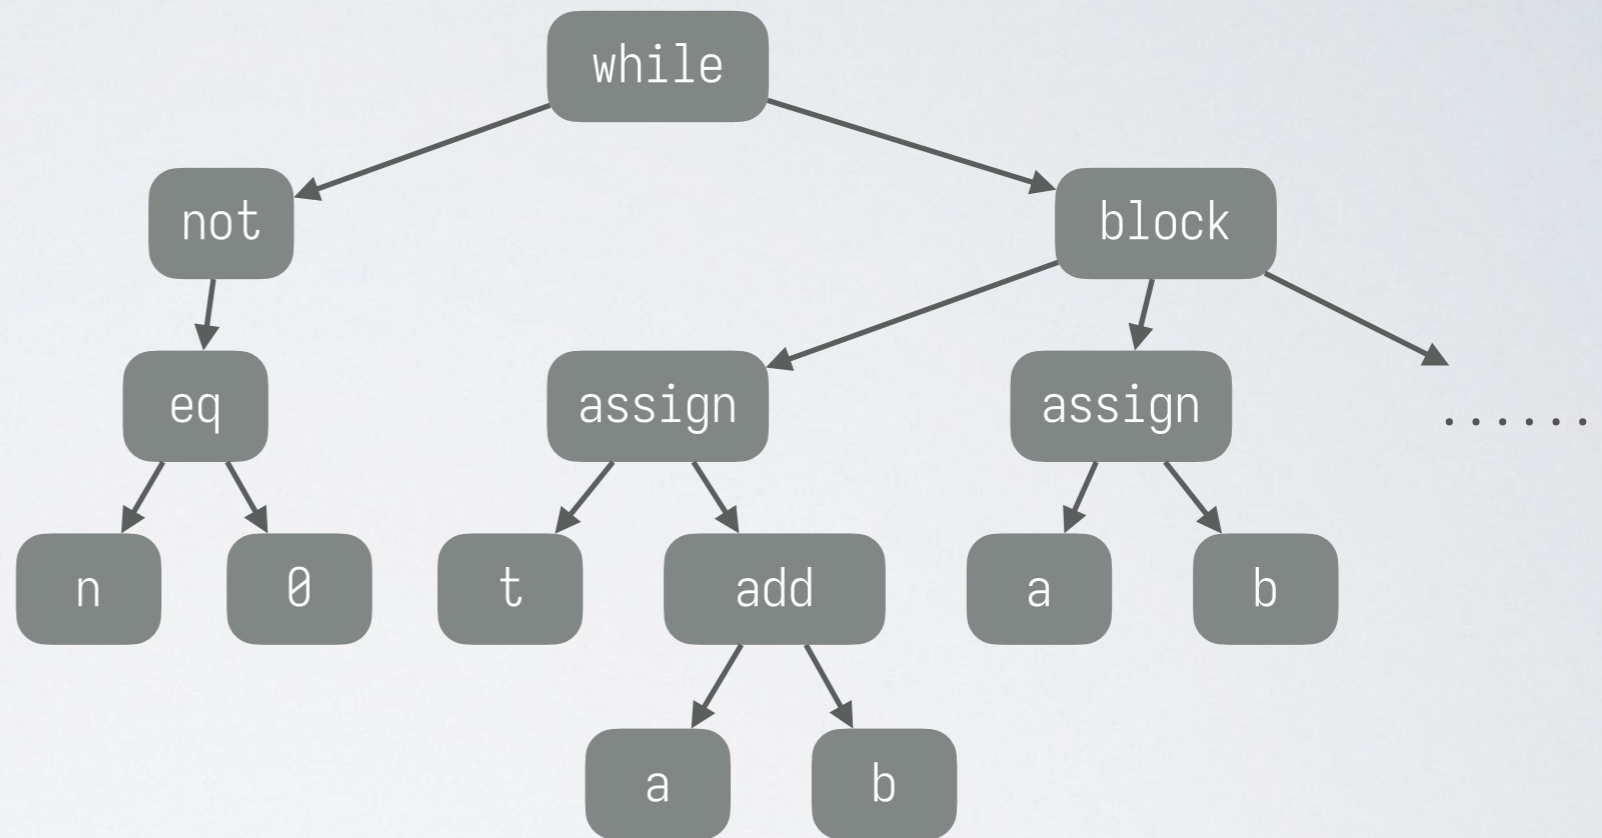 while
not block
eq assign assign ......
n 0 t add a b
a b